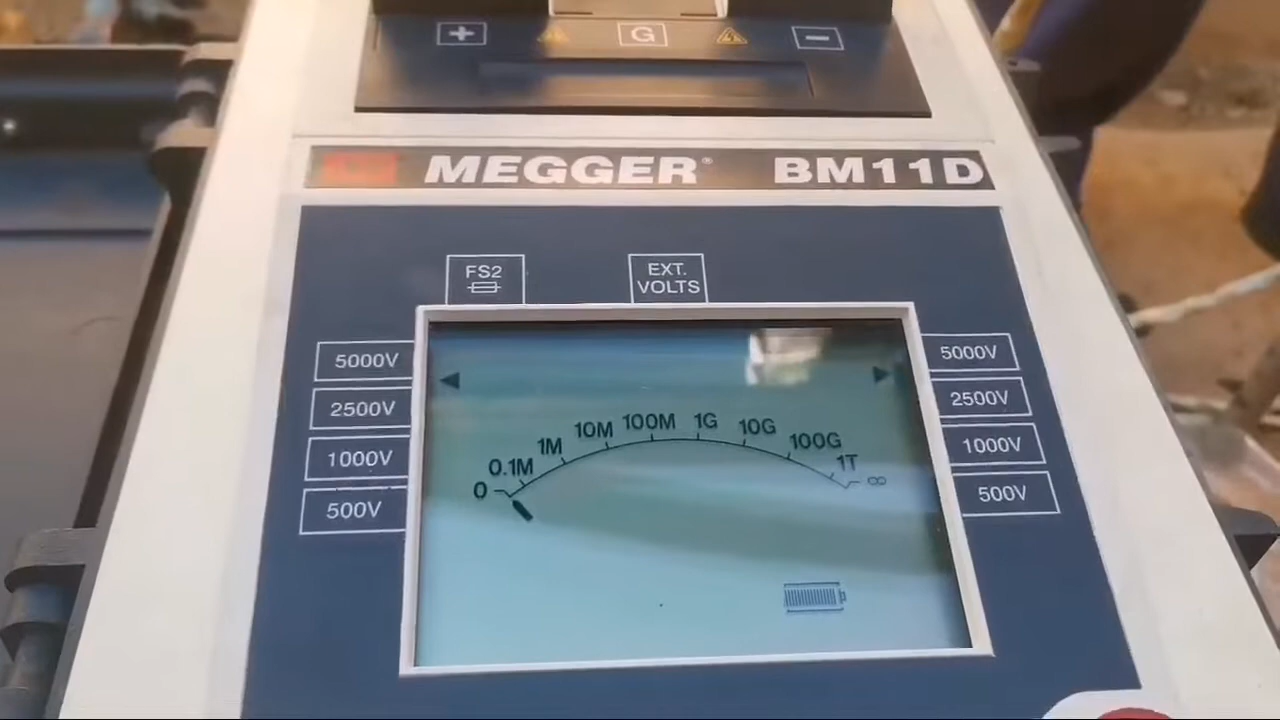 + G −
MEGGER® BM11D
FS2
EXT.
VOLTS
5000V
2500V
1000V
500V
5000V
2500V
1000V
500V
0 0.1M 1M 10M 100M 1G 10G 100G 1T ∞